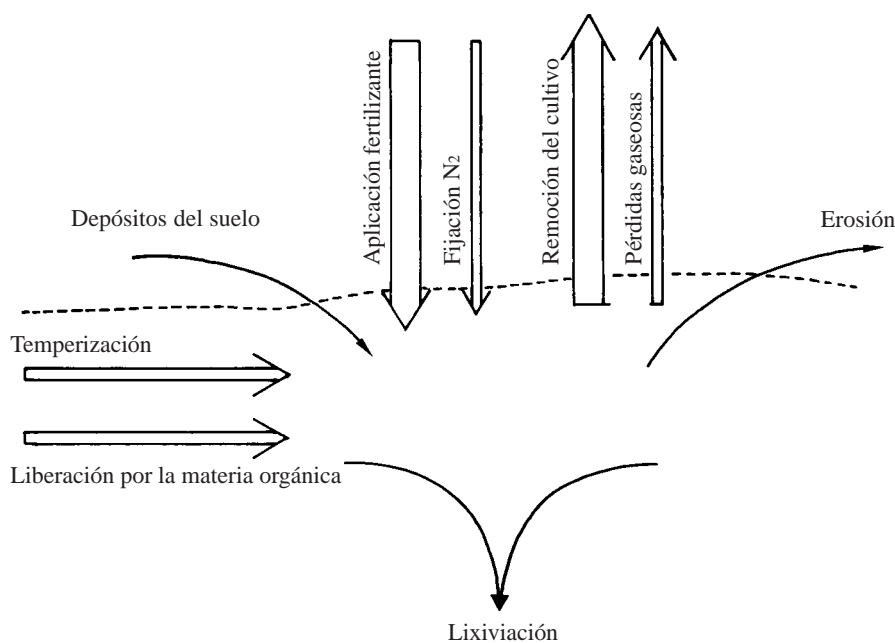 Aplicación fertilizante
Fijación N₂
Remoción del cultivo
Pérdidas gaseosas
Depósitos del suelo
Erosión
Temperización
Liberación por la materia orgánica
Lixiviación